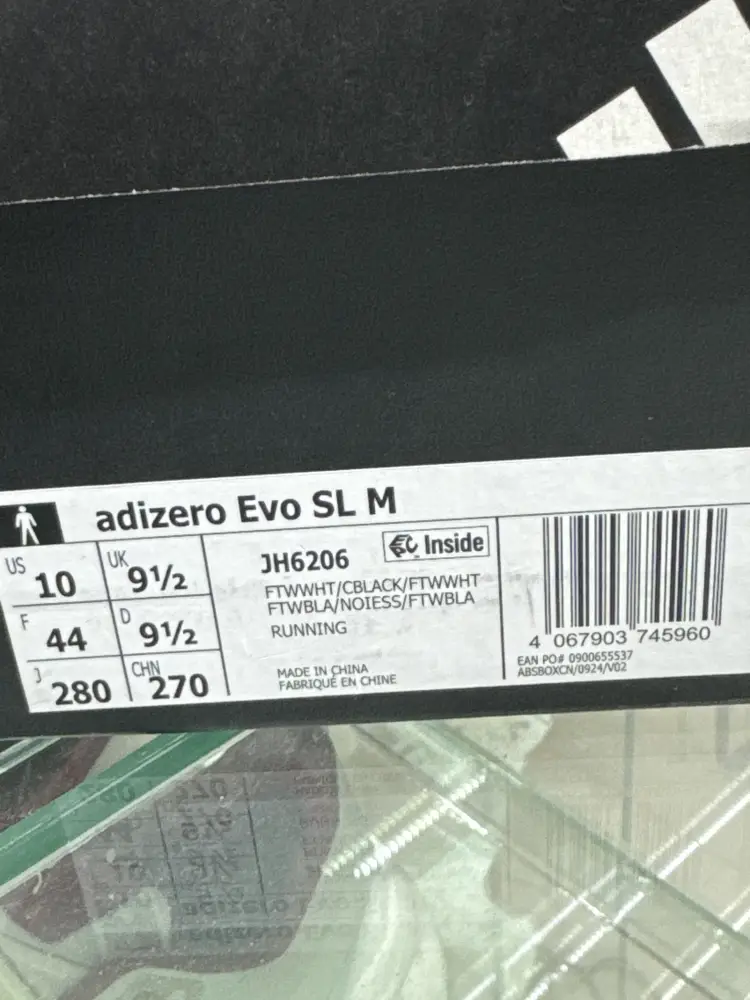 adizero Evo SL M
US 10 UK 9½
F 44 D 9½
J 280 CHN 270
JH6206
Inside
FTWWHT/CBLACK/FTWWHT
FTWBLA/NOIESS/FTWBLA
RUNNING
MADE IN CHINA
FABRIQUÉ EN CHINE
4 067903 745960
EAN PO# 0900655537
ABSBOXCN/0924/V02